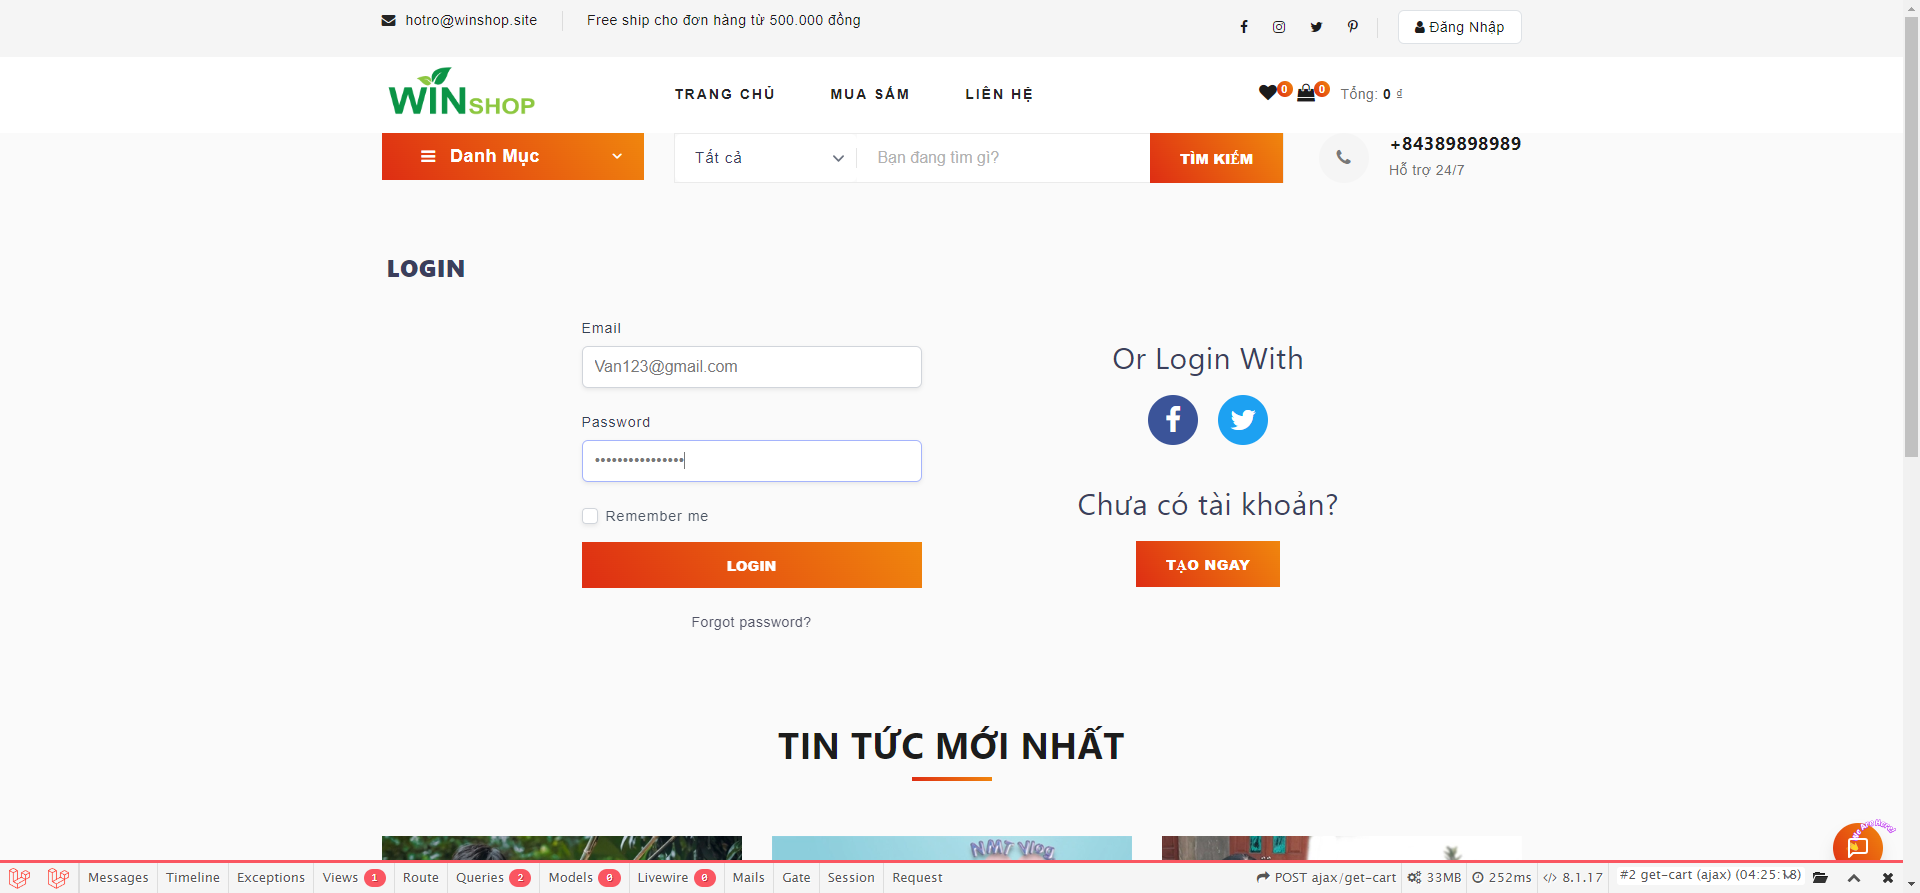 hotro@winshop.site
Free ship cho đơn hàng từ 500.000 đồng
Đăng Nhập
WINSHOP
TRANG CHỦ
MUA SẮM
LIÊN HỆ
0
0
Tổng: 0 ₫
Danh Mục
Tất cả
Bạn đang tìm gì?
TÌM KIẾM
+84389898989
Hỗ trợ 24/7
LOGIN
Email
Van123@gmail.com
Password
••••••••••••••••
Remember me
LOGIN
Forgot password?
Or Login With
Chưa có tài khoản?
TẠO NGAY
TIN TỨC MỚI NHẤT
NMT Vlog
Messages
Timeline
Exceptions
Views 1
Route
Queries 2
Models 0
Livewire 0
Mails
Gate
Session
Request
POST ajax/get-cart
33MB
252ms
8.1.17
#2 get-cart (ajax) (04:25:18)